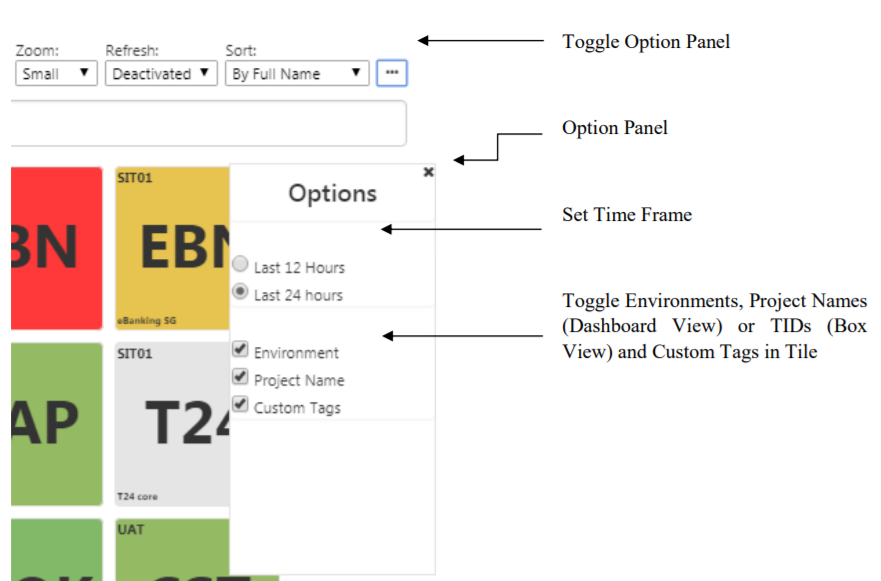 Toggle Option Panel
Zoom:
Refresh:
Sort:
Small
Deactivated
By Full Name
...
Option Panel
Options
Set Time Frame
Last 12 Hours
Last 24 hours
Toggle Environments, Project Names
(Dashboard View) or TIDs (Box
View) and Custom Tags in Tile
Environment
Project Name
Custom Tags
BN
SIT01
EBN
eBanking SG
AP
SIT01
T24
T24 core
UAT